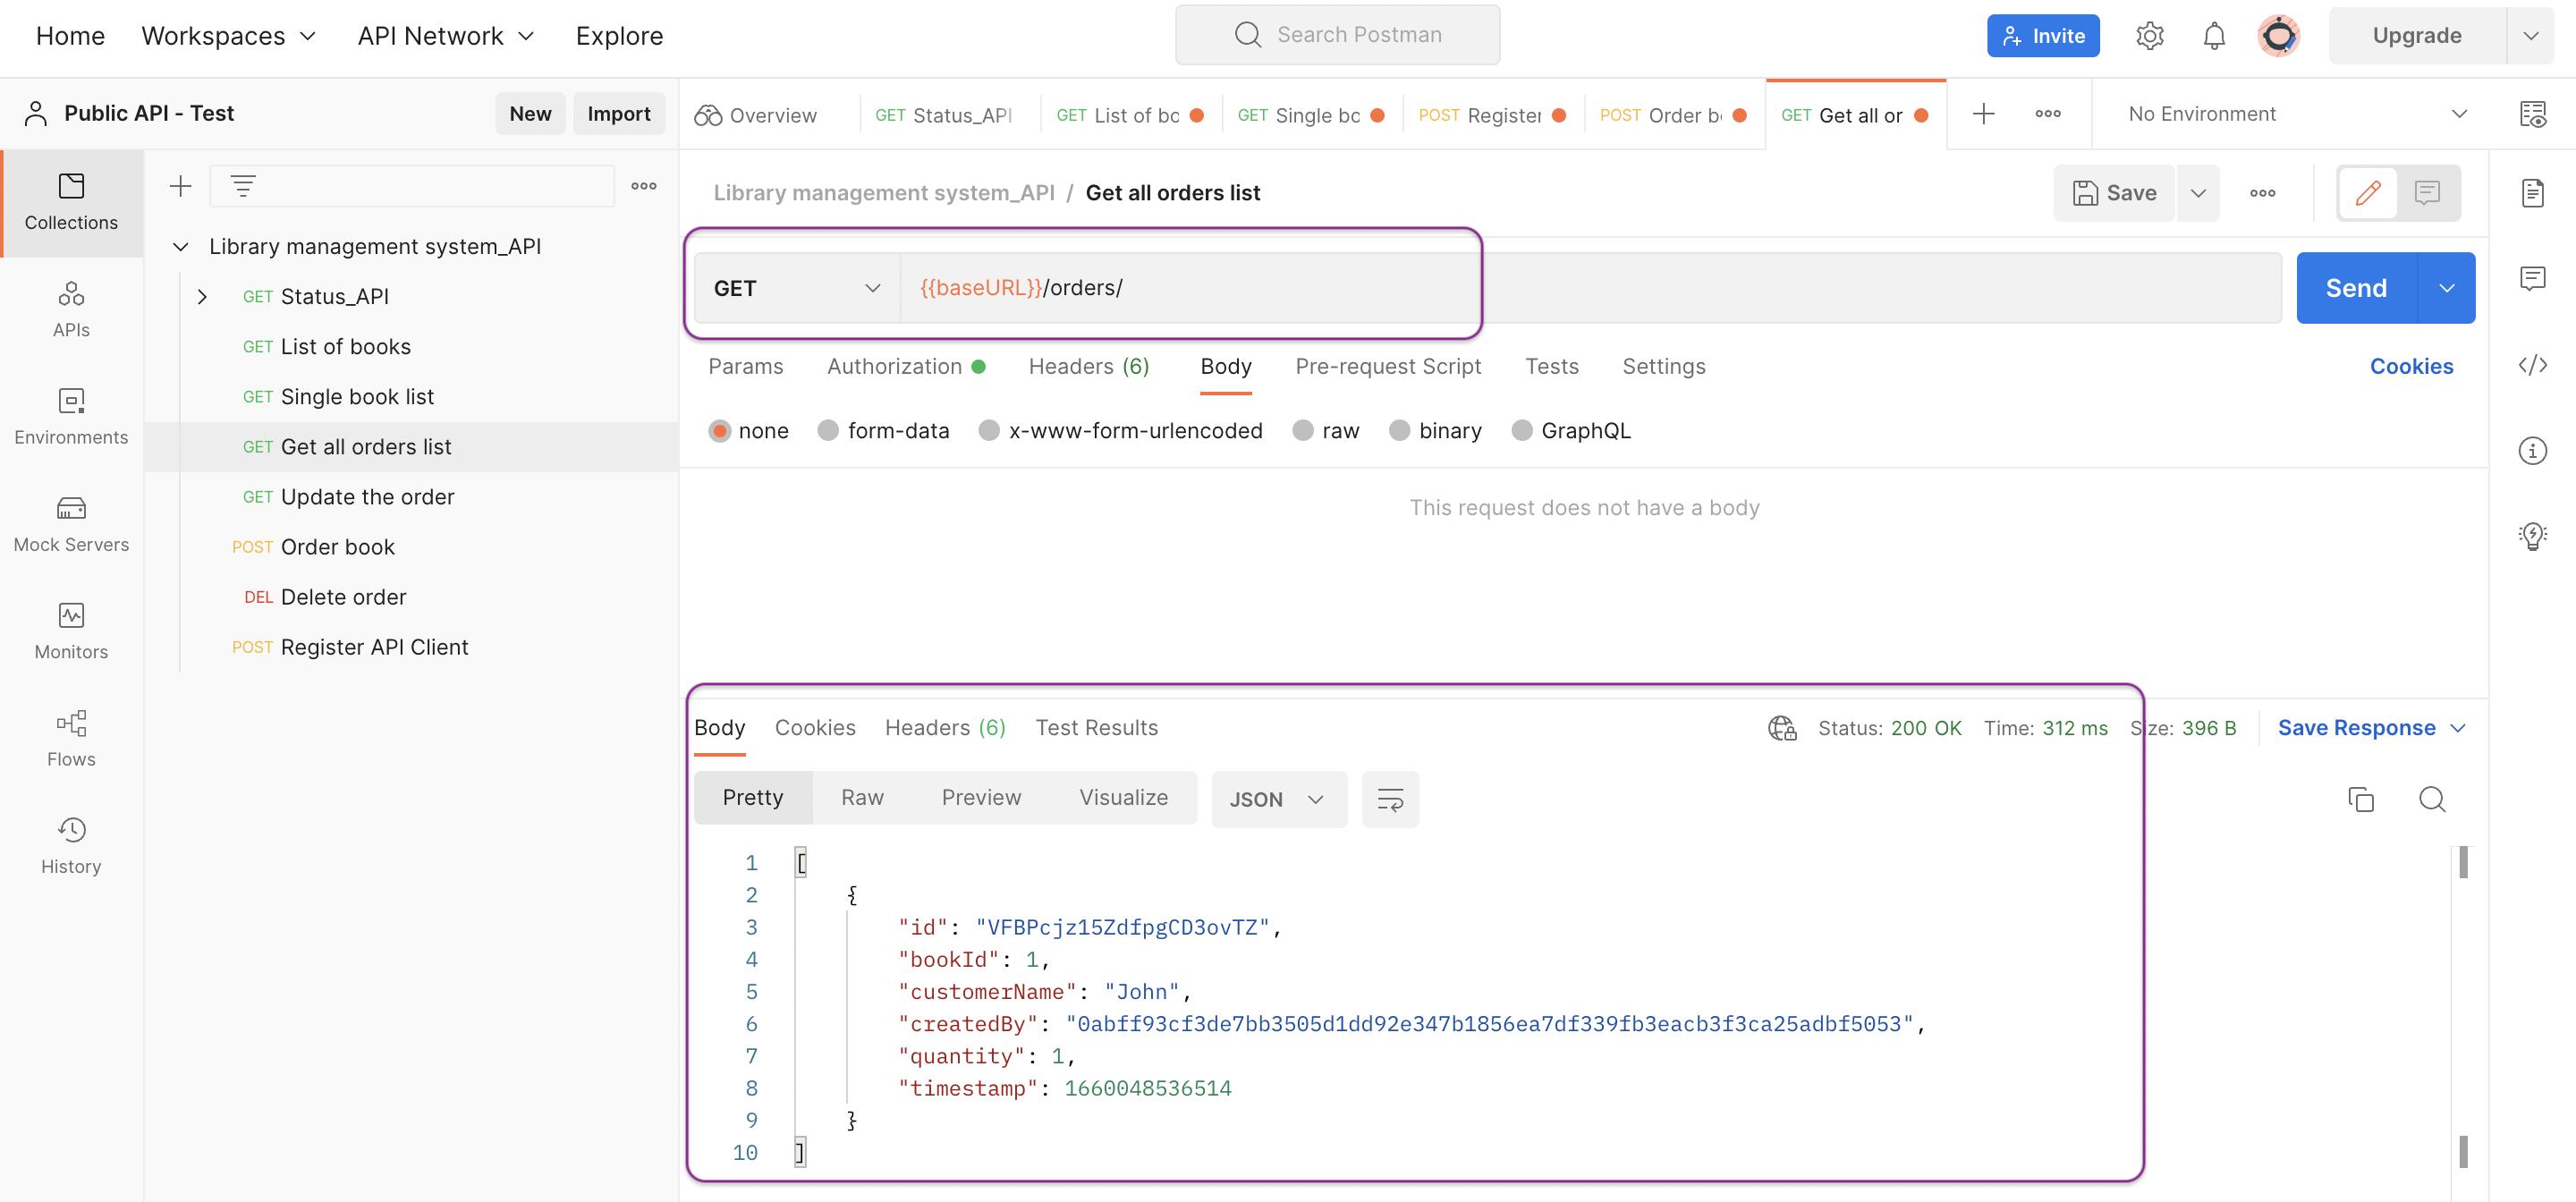 Home Workspaces API Network Explore Search Postman Invite Upgrade
Public API - Test New Import
Overview GET Status_API GET List of bo GET Single bo POST Register POST Order b GET Get all or No Environment
Collections
APIs
Environments
Mock Servers
Monitors
Flows
History
Library management system_API
GET Status_API
GET List of books
GET Single book list
GET Get all orders list
GET Update the order
POST Order book
DEL Delete order
POST Register API Client
Library management system_API / Get all orders list Save
GET {{baseURL}}/orders/ Send
Params Authorization Headers (6) Body Pre-request Script Tests Settings Cookies
none form-data x-www-form-urlencoded raw binary GraphQL
This request does not have a body
Body Cookies Headers (6) Test Results Status: 200 OK Time: 312 ms Size: 396 B Save Response
Pretty Raw Preview Visualize JSON
1 [
2 {
3 "id": "VFBPcjz15ZdfpgCD3ovTZ",
4 "bookId": 1,
5 "customerName": "John",
6 "createdBy": "0abff93cf3de7bb3505d1dd92e347b1856ea7df339fb3eacb3f3ca25adbf5053",
7 "quantity": 1,
8 "timestamp": 1660048536514
9 }
10 ]